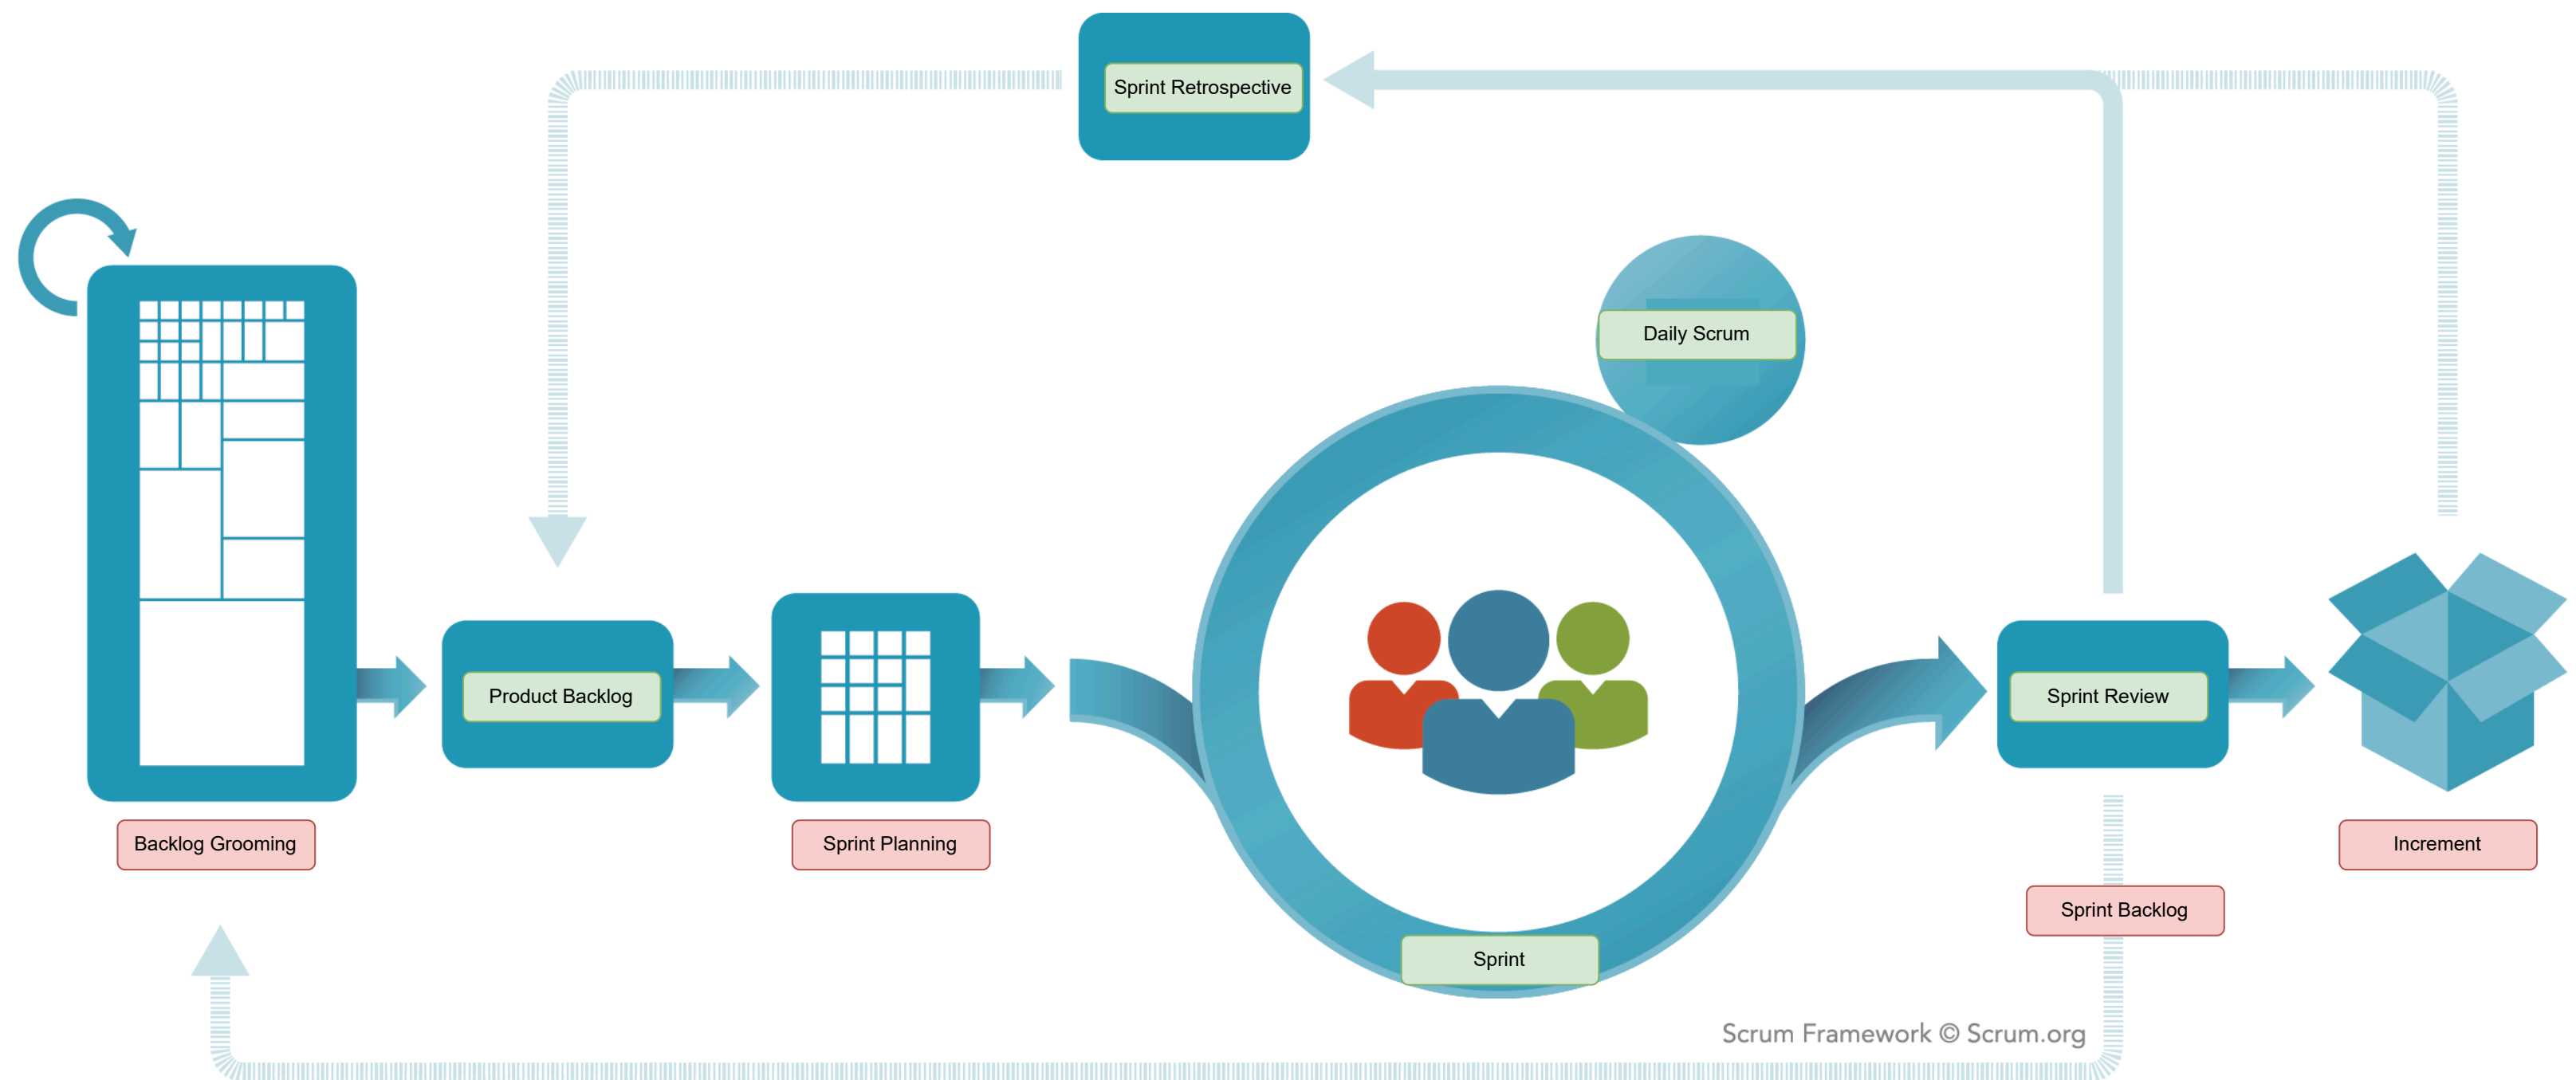 Sprint Retrospective
Daily Scrum
Product Backlog
Sprint Review
Backlog Grooming
Sprint Planning
Increment
Sprint Backlog
Sprint
Scrum Framework © Scrum.org